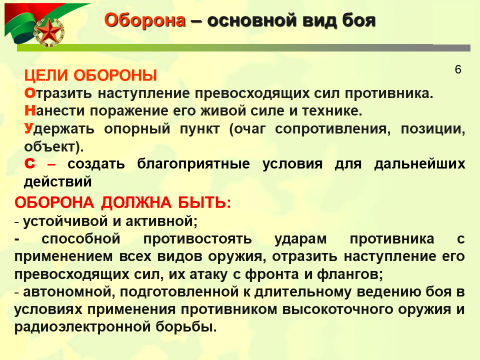 Оборона – основной вид боя
6
ЦЕЛИ ОБОРОНЫ
Отразить наступление превосходящих сил противника.
Нанести поражение его живой силе и технике.
Удержать опорный пункт (очаг сопротивления, позиции,
объект).
С – создать благоприятные условия для дальнейших
действий
ОБОРОНА ДОЛЖНА БЫТЬ:
- устойчивой и активной;
- способной противостоять ударам противника с
применением всех видов оружия, отразить наступление его
превосходящих сил, их атаку с фронта и флангов;
- автономной, подготовленной к длительному ведению боя в
условиях применения противником высокоточного оружия и
радиоэлектронной борьбы.